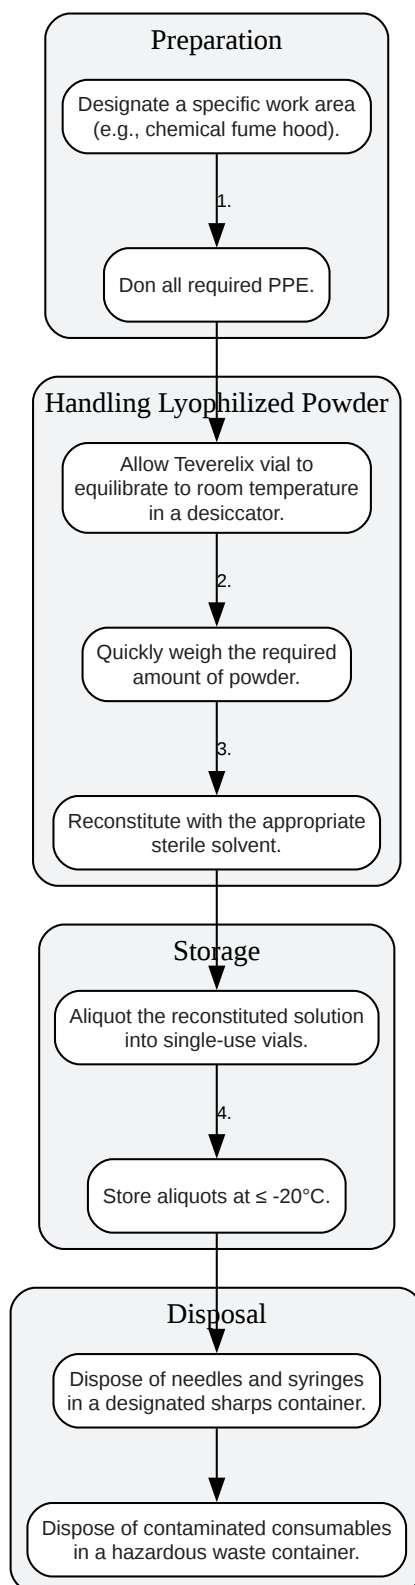 Preparation
Designate a specific work area
(e.g., chemical fume hood).
1.
Don all required PPE.
Handling Lyophilized Powder
Allow Teverelix vial to
equilibrate to room temperature
in a desiccator.
2.
Quickly weigh the required
amount of powder.
3.
Reconstitute with the appropriate
sterile solvent.
Storage
Aliquot the reconstituted solution
into single-use vials.
4.
Store aliquots at ≤ -20°C.
Disposal
Dispose of needles and syringes
in a designated sharps container.
Dispose of contaminated consumables
in a hazardous waste container.